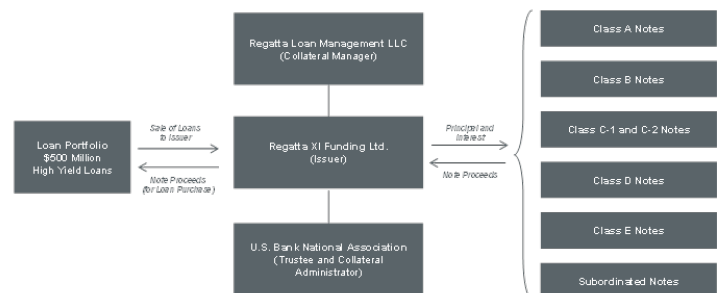 Regatta Loan Management LLC
(Collateral Manager)
Loan Portfolio
$500 Million
High Yield Loans
Sale of Loans
to Issuer
Note Proceeds
(for Loan Purchase)
Regatta XI Funding Ltd.
(Issuer)
Principal and
Interest
Note Proceeds
U.S. Bank National Association
(Trustee and Collateral
Administrator)
Class A Notes
Class B Notes
Class C-1 and C-2 Notes
Class D Notes
Class E Notes
Subordinated Notes